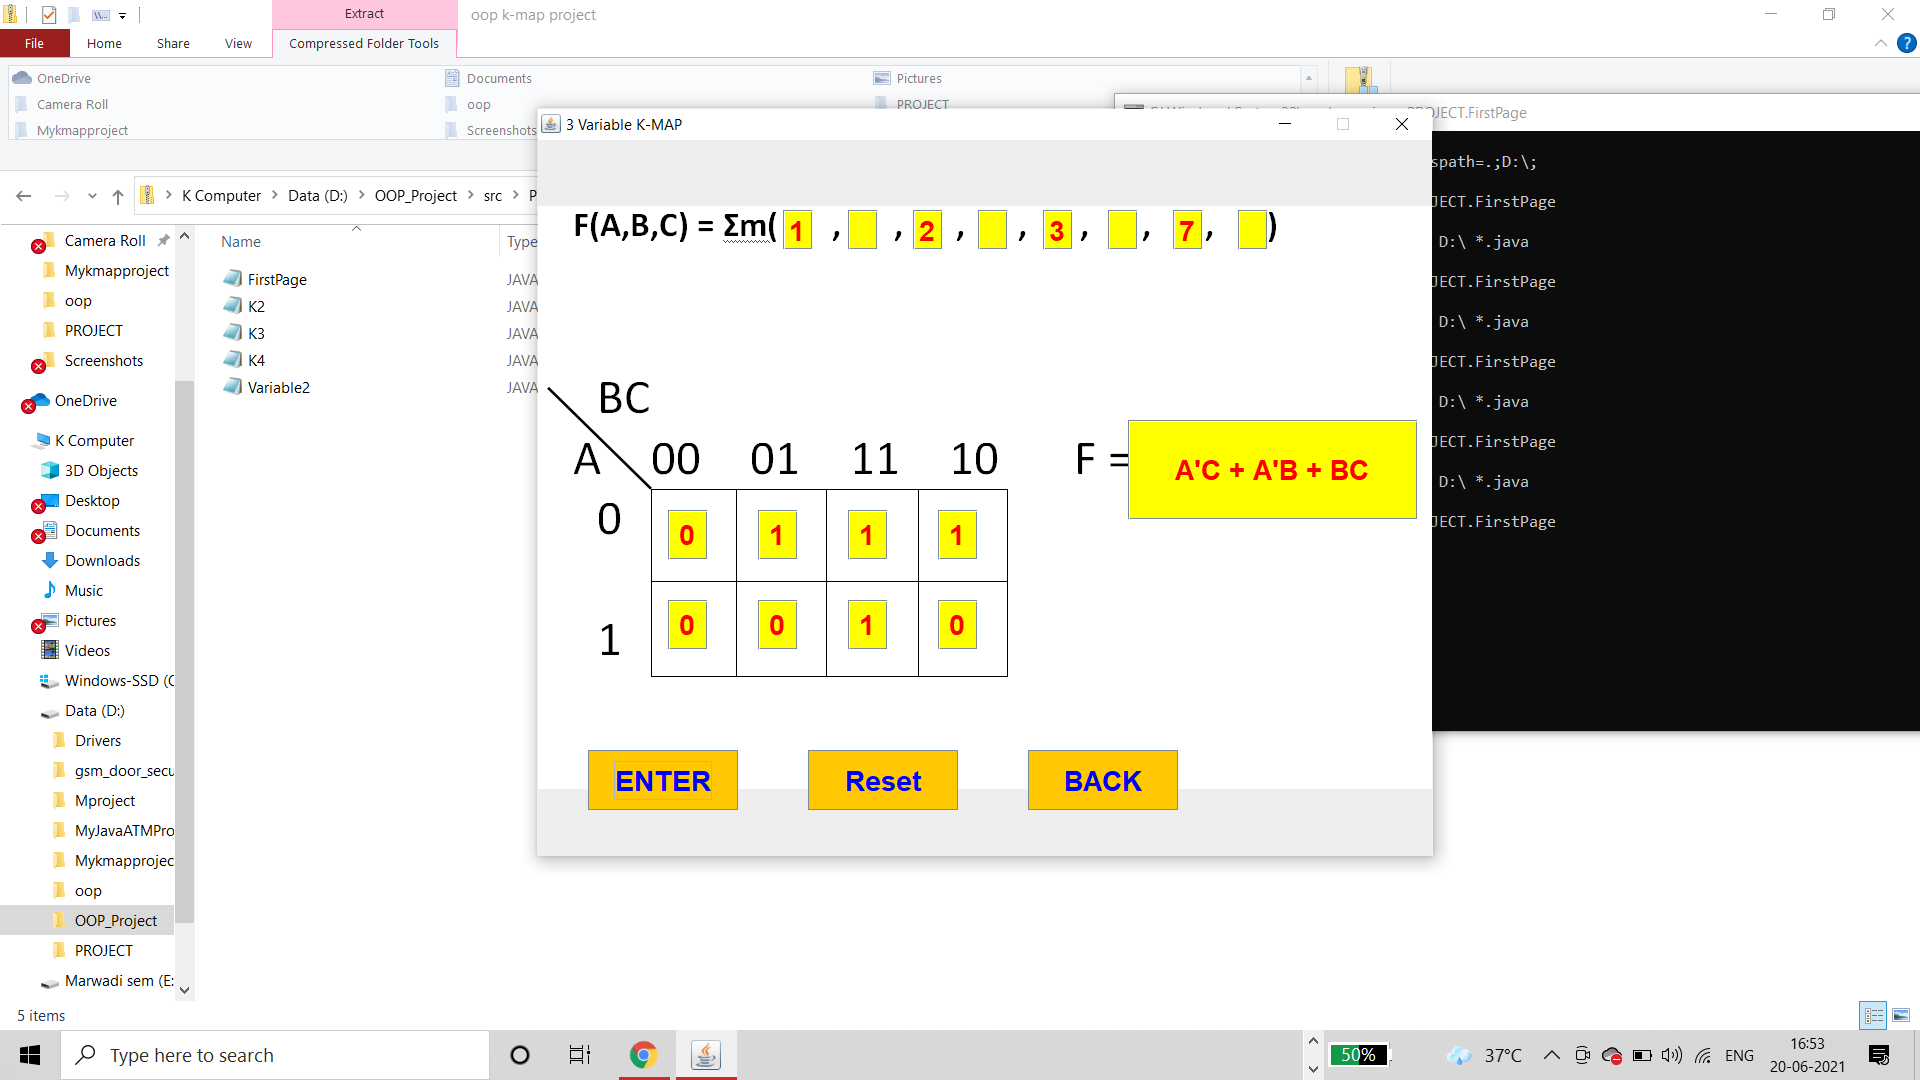 Extract
oop k-map project
File
Home
Share
View
Compressed Folder Tools
OneDrive
Documents
Pictures
Camera Roll
oop
PROJECT
Mykmapproject
Screenshots
3 Variable K-MAP
PROJECT.FirstPage
K Computer
Data (D:)
OOP_Project
src
P
Name
Type
FirstPage
JAVA
K2
JAVA
K3
JAVA
K4
JAVA
Variable2
JAVA
Camera Roll
Mykmapproject
oop
PROJECT
Screenshots
OneDrive
K Computer
3D Objects
Desktop
Documents
Downloads
Music
Pictures
Videos
Windows-SSD (C
Data (D:)
Drivers
gsm_door_secu
Mproject
MyJavaATMPro
Mykmapprojec
oop
OOP_Project
PROJECT
Marwadi sem (E:
5 items
F(A,B,C) = Σm( 1 , , 2 , , 3 , , 7 , )
BC
A 00 01 11 10
0 0 1 1 1
1 0 0 1 0
F = A'C + A'B + BC
ENTER
Reset
BACK
spath=.;D:\;
JECT.FirstPage
D:\ *.java
JECT.FirstPage
D:\ *.java
JECT.FirstPage
D:\ *.java
JECT.FirstPage
D:\ *.java
JECT.FirstPage
Type here to search
50%
37°C
ENG
16:53
20-06-2021